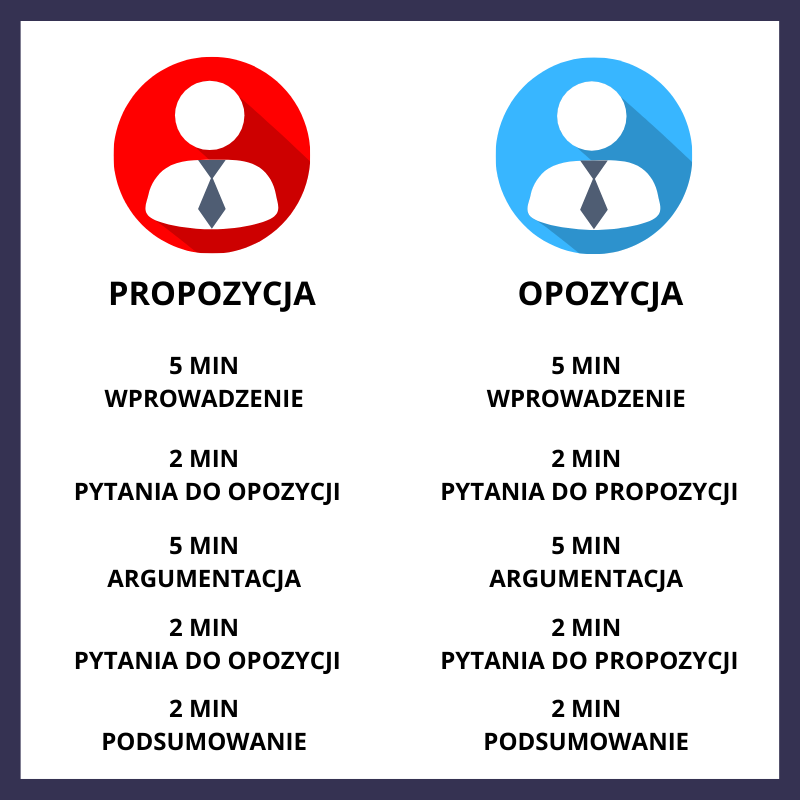 PROPOZYCJA
5 MIN
WPROWADZENIE
2 MIN
PYTANIA DO OPOZYCJI
5 MIN
ARGUMENTACJA
2 MIN
PYTANIA DO OPOZYCJI
2 MIN
PODSUMOWANIE
OPOZYCJA
5 MIN
WPROWADZENIE
2 MIN
PYTANIA DO PROPOZYCJI
5 MIN
ARGUMENTACJA
2 MIN
PYTANIA DO PROPOZYCJI
2 MIN
PODSUMOWANIE